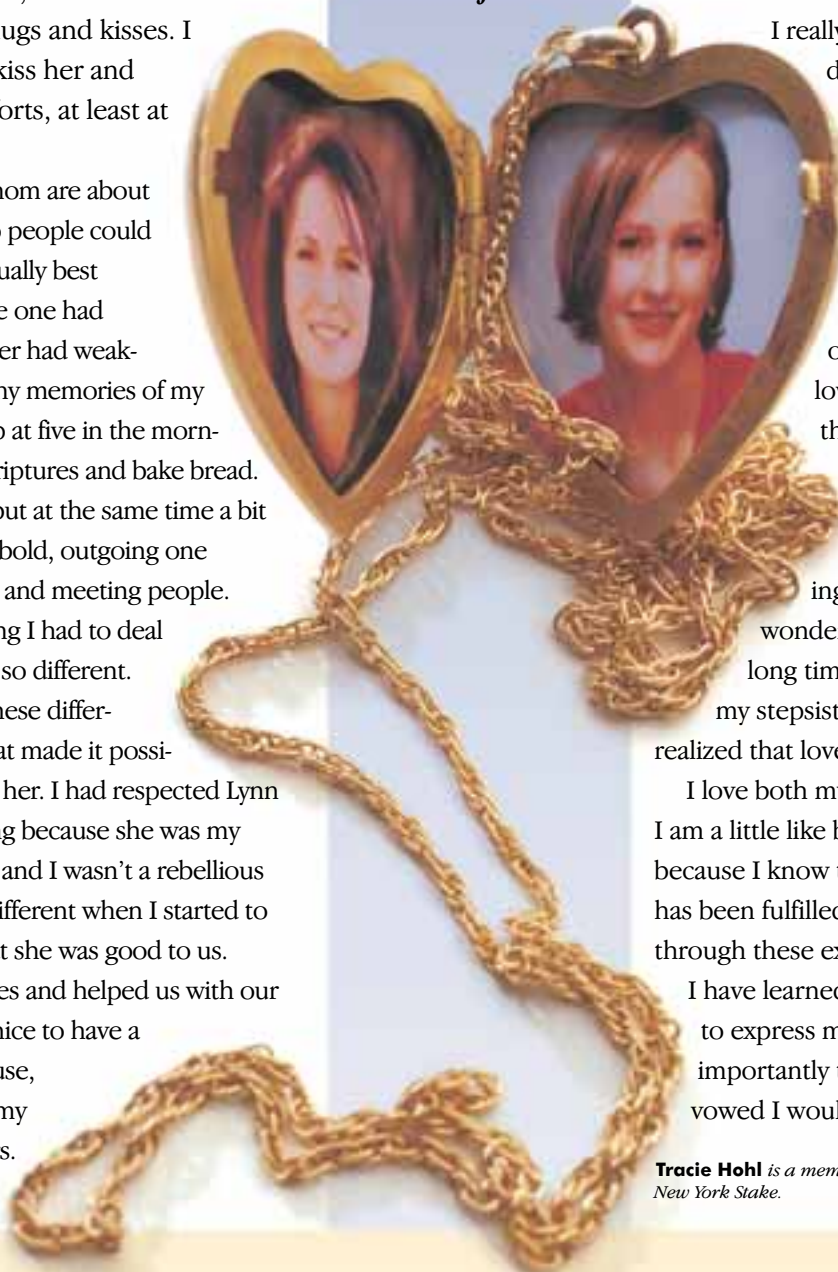 ugs and kisses. I
kiss her and
orts, at least at
nom are about
people could
ually best
e one had
er had weak-
ny memories of my
at five in the morn-
riptures and bake bread.
out at the same time a bit
bold, outgoing one
and meeting people.
ng I had to deal
so different.
nese differ-
at made it possi-
her. I had respected Lynn
ng because she was my
and I wasn't a rebellious
ifferent when I started to
t she was good to us.
es and helped us with our
nice to have a
use,
my
s.
I really
d
o
lov
th
ing
wonde
long tim
my stepsist
realized that love
I love both my
I am a little like b
because I know t
has been fulfilled
through these ex
I have learned
to express m
importantly t
vowed I woul
Tracie Hohl is a mem
New York Stake.